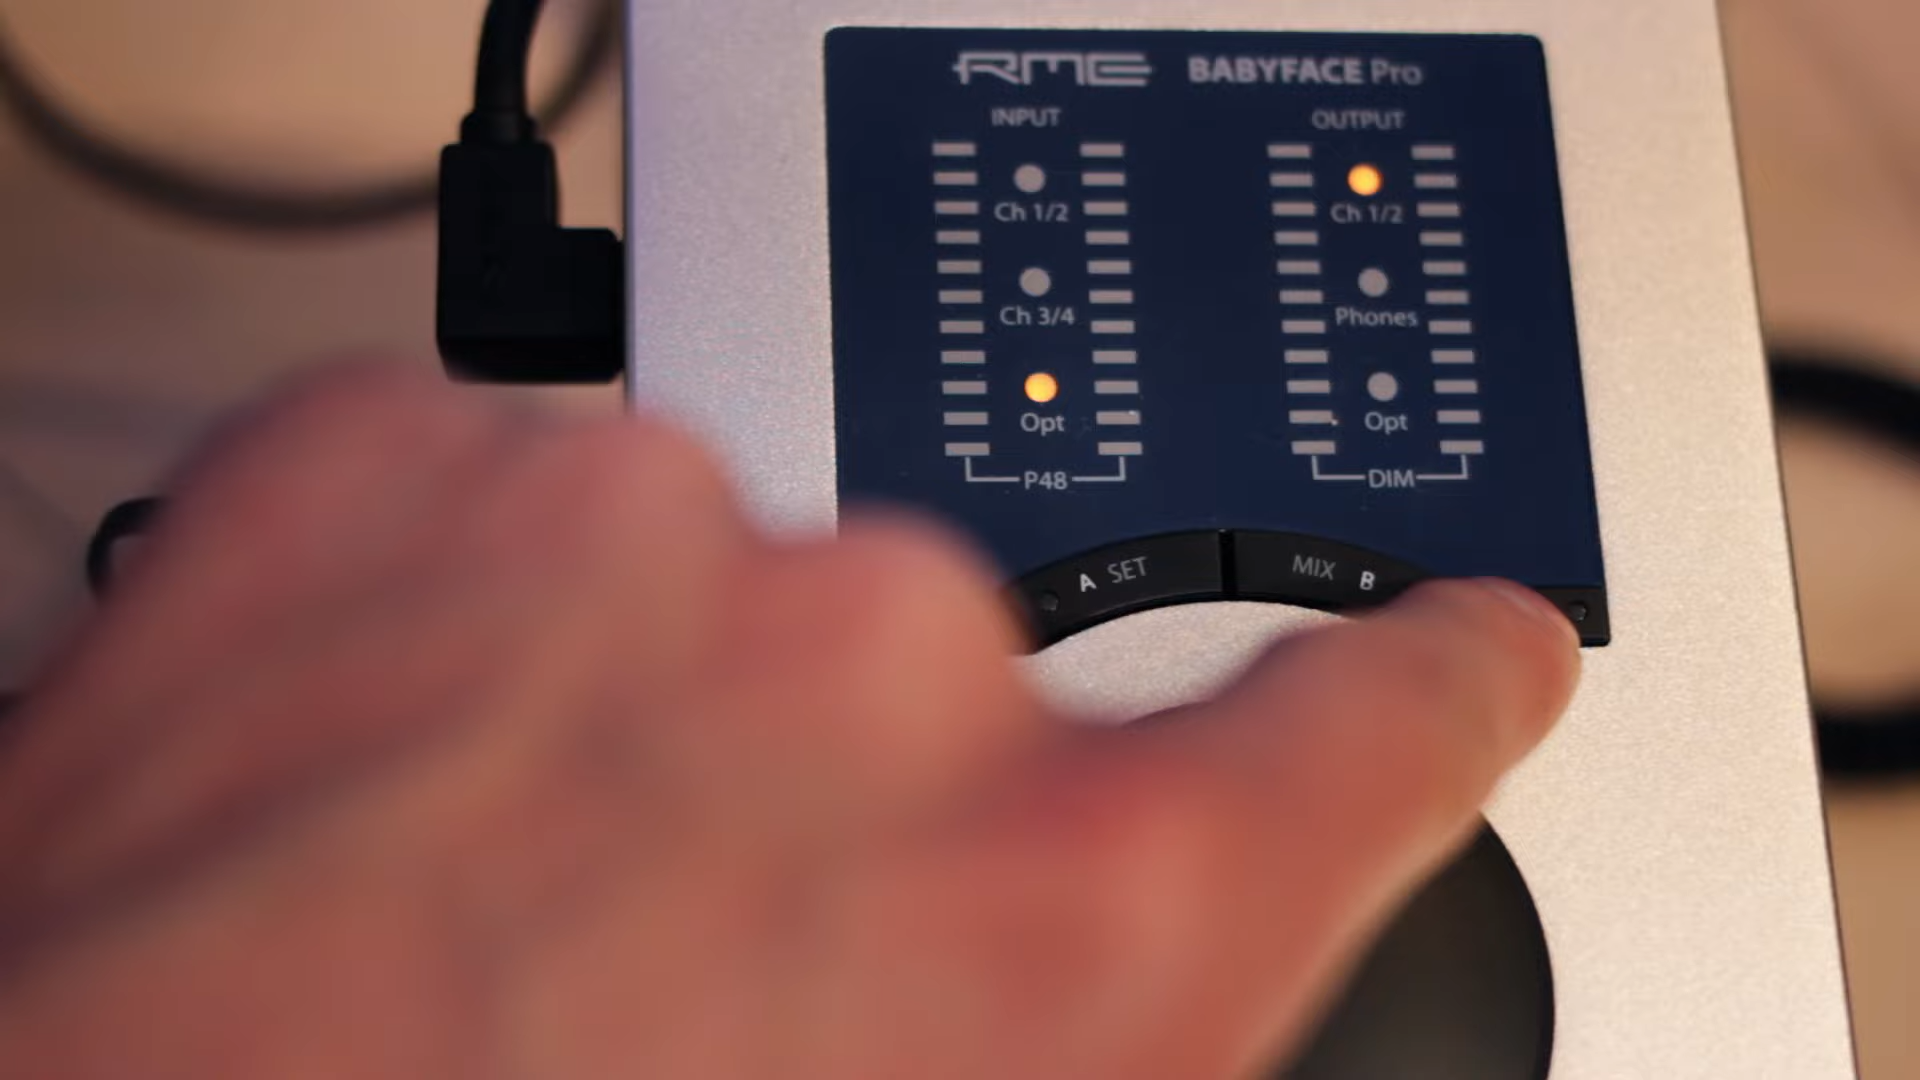 RME BABYFACE Pro
INPUT OUTPUT
Ch 1/2 Ch 1/2
Ch 3/4 Phones
Opt Opt
P48 DIM
A SET MIX B